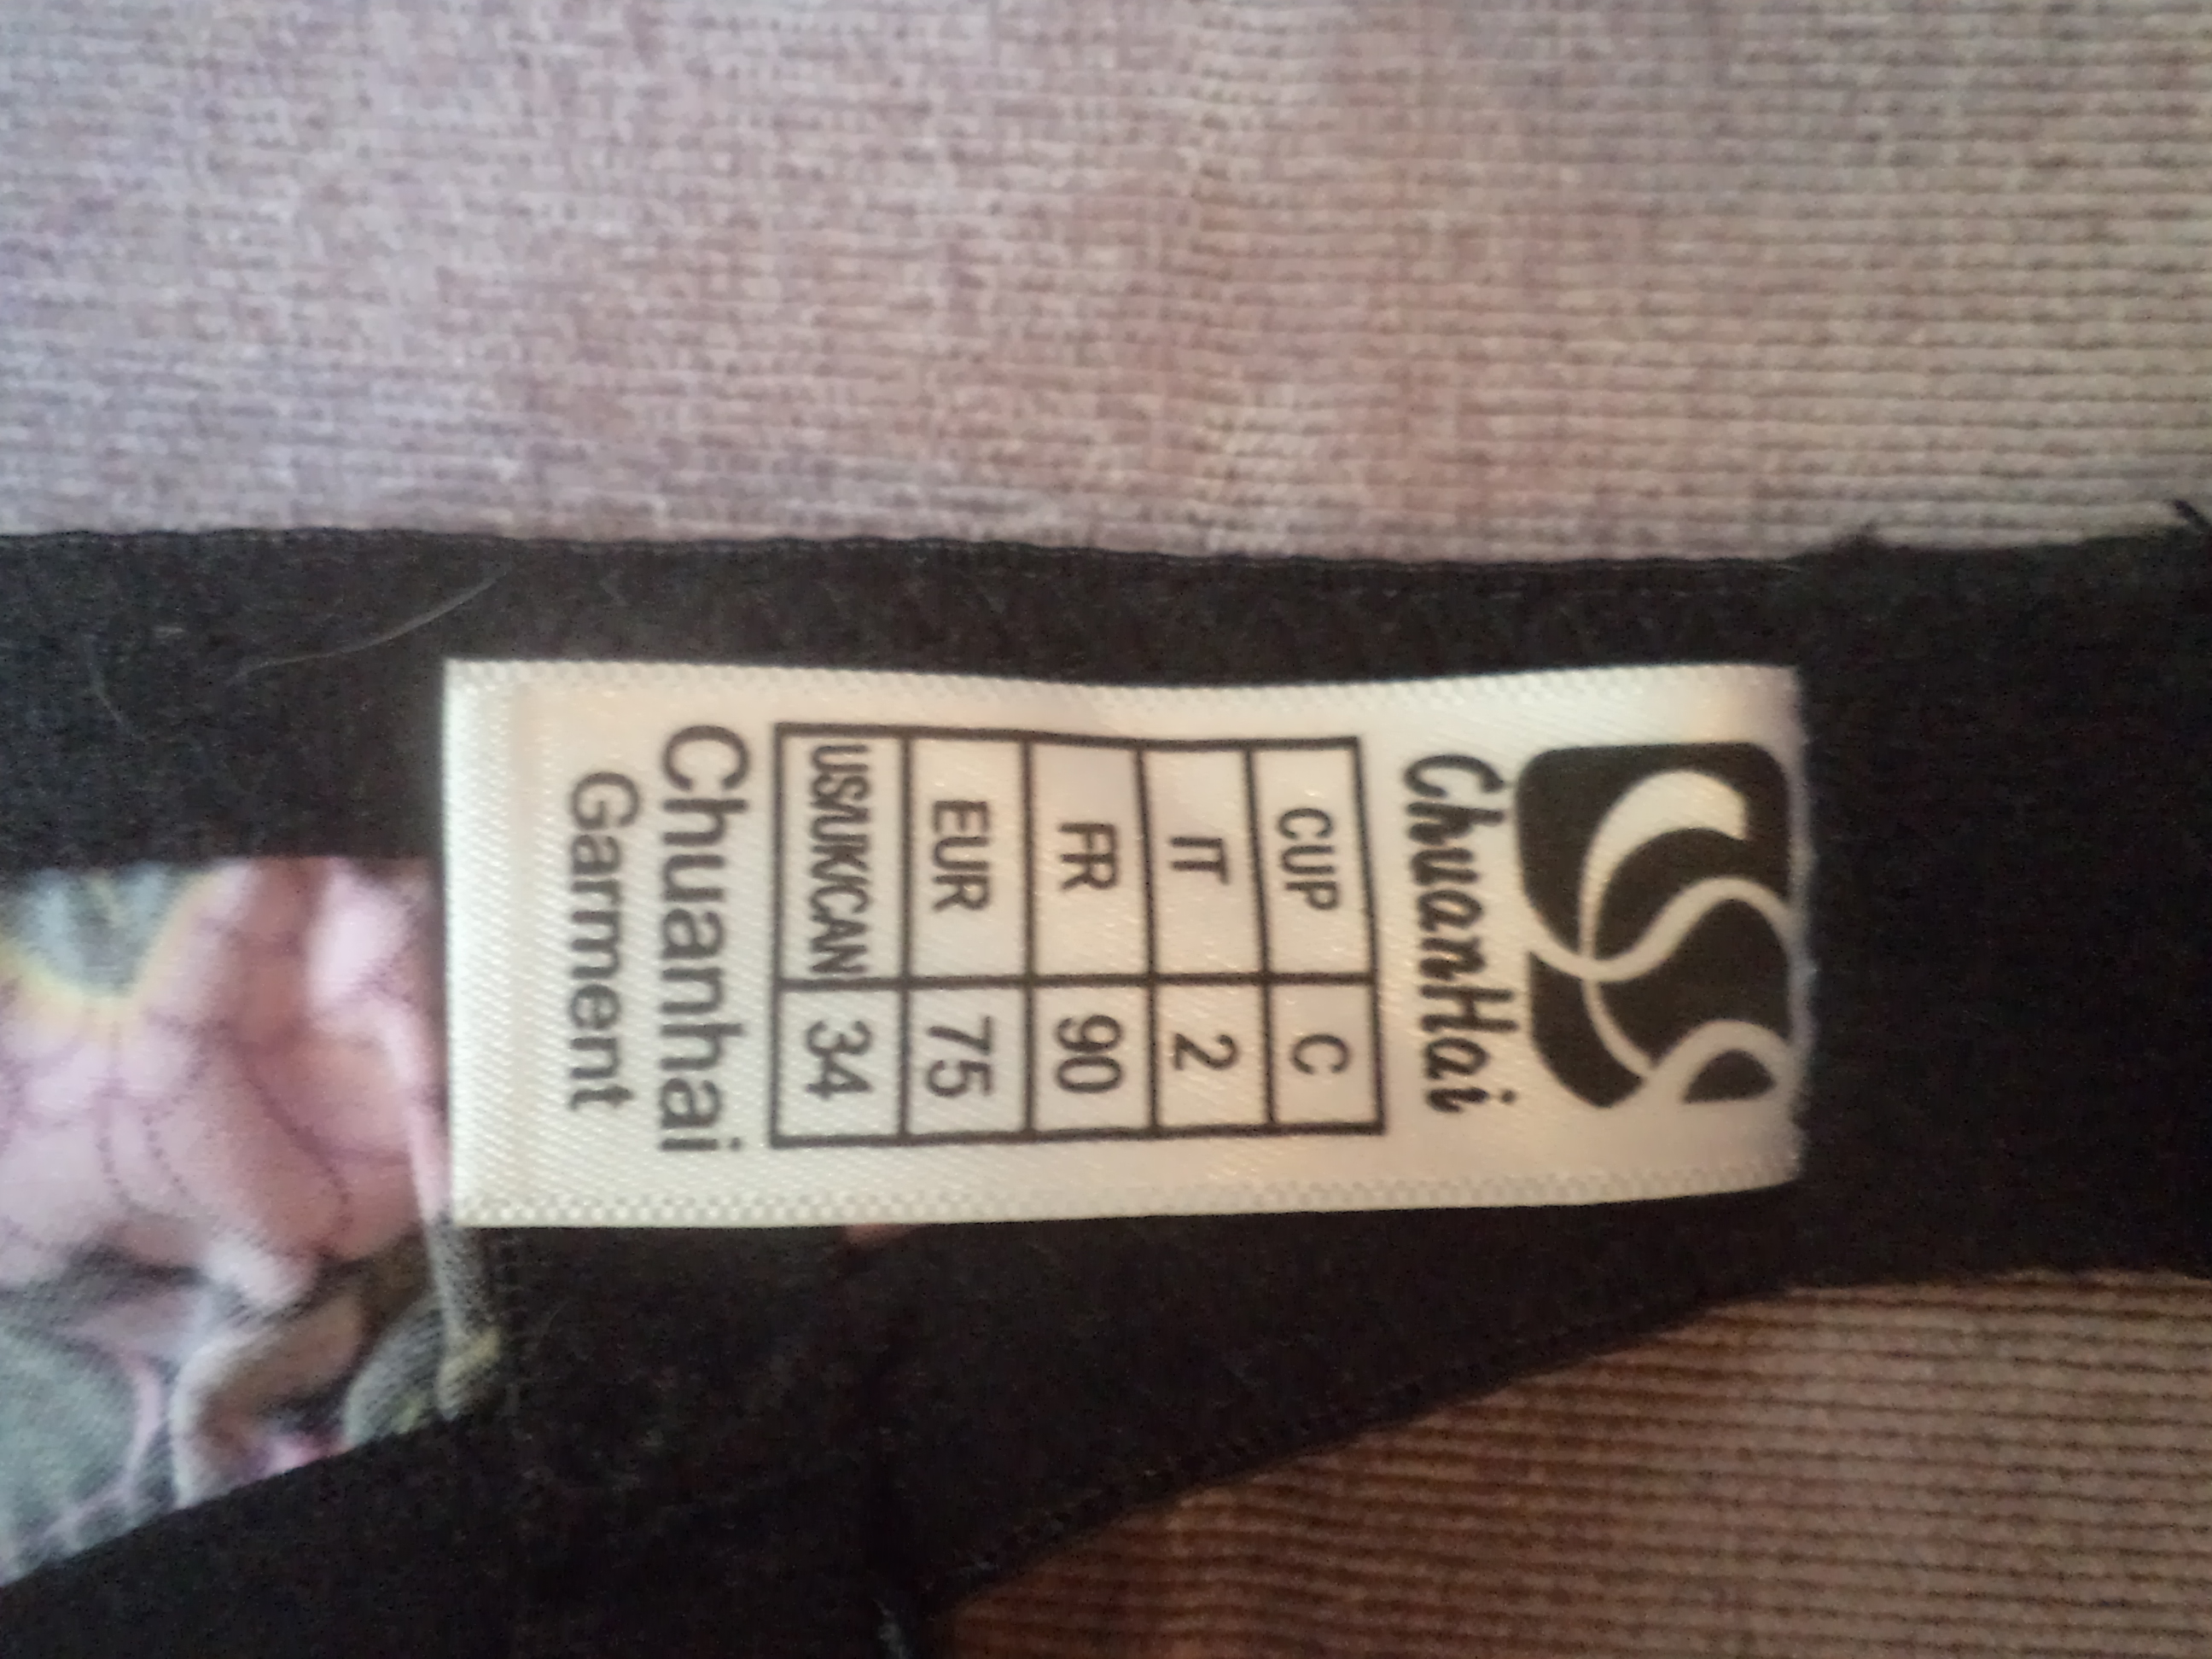 ChuanHai
CUP C
IT 2
FR 90
EUR 75
US/UK/CAN 34
Chuanhai
Garment